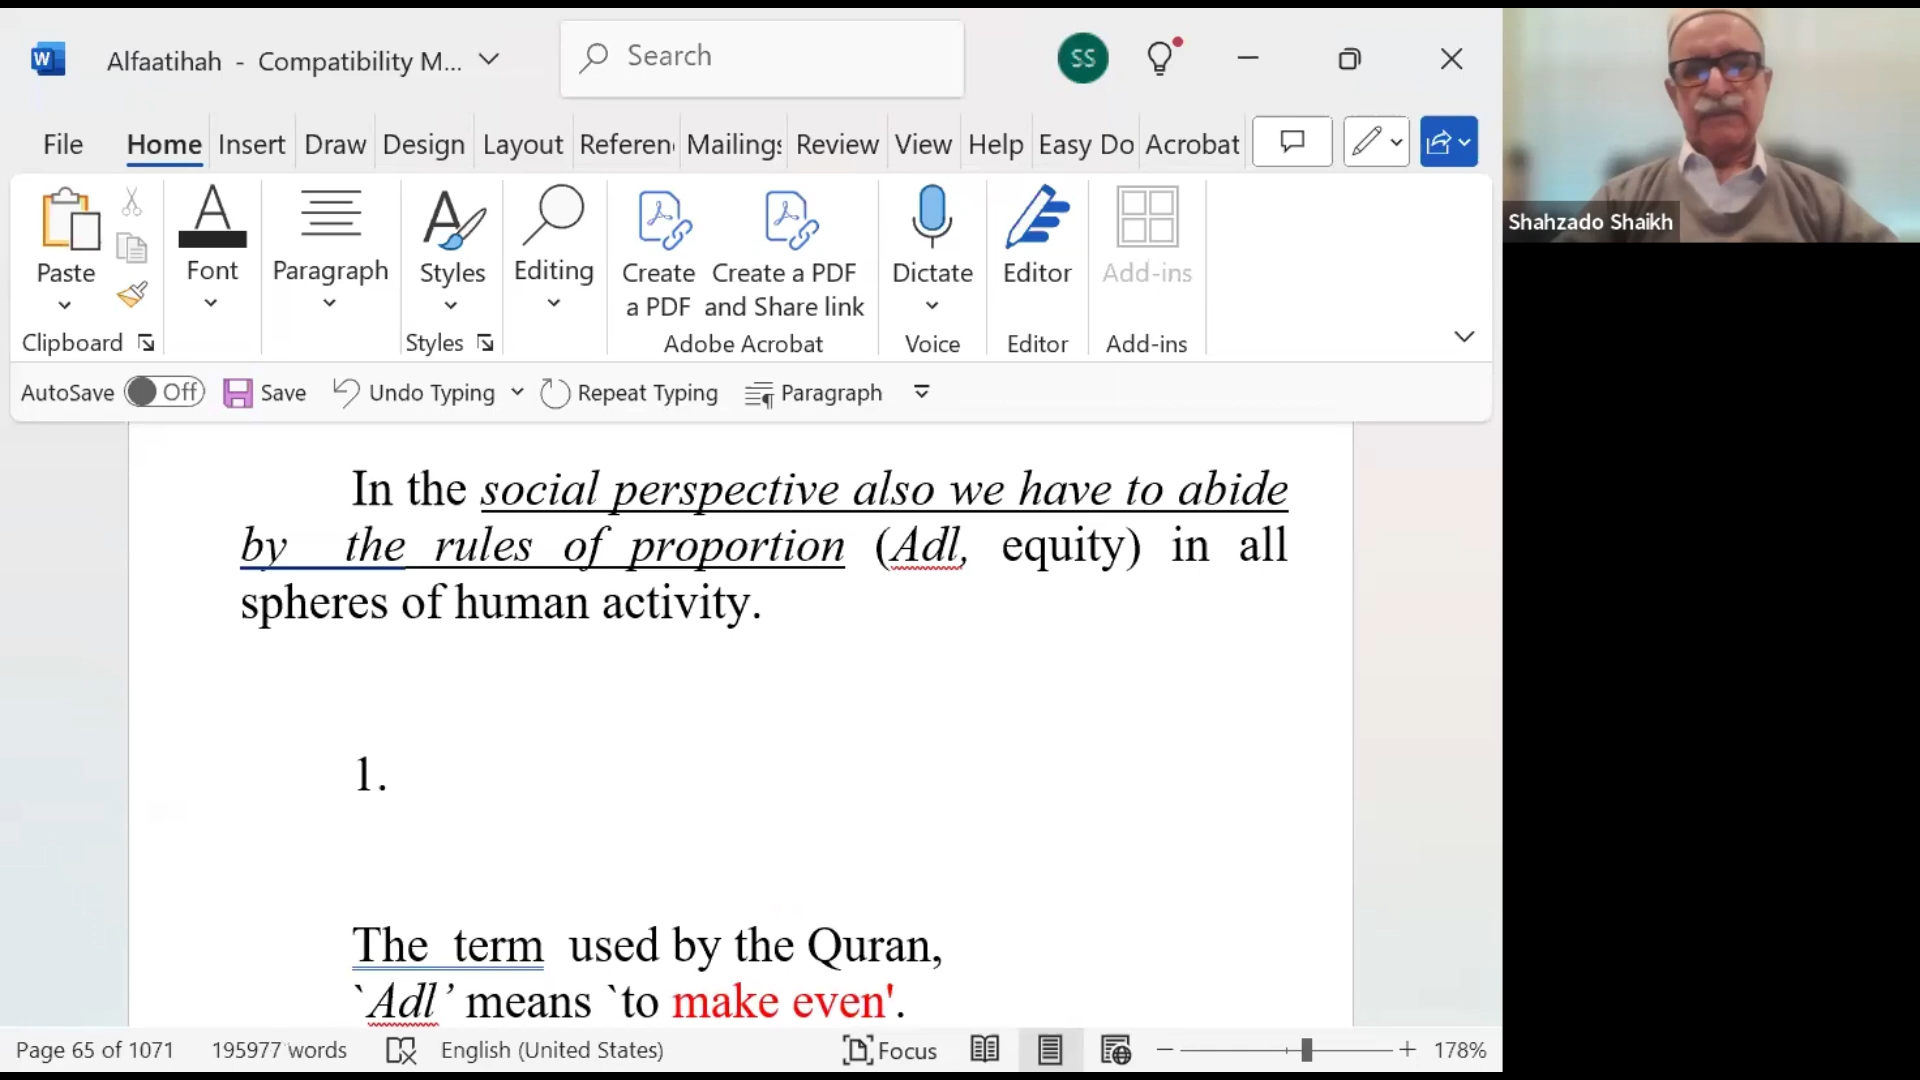 W Alfaatihah - Compatibility M...
Search
SS
File Home Insert Draw Design Layout Referen Mailings Review View Help Easy Do Acrobat
Paste
Font
Paragraph
Styles
Editing
Create a PDF
Create a PDF and Share link
Dictate
Editor
Add-ins
Clipboard
Styles
Adobe Acrobat
Voice
Editor
Add-ins
AutoSave Off Save Undo Typing Repeat Typing Paragraph
Shahzado Shaikh
In the social perspective also we have to abide
by the rules of proportion (Adl, equity) in all
spheres of human activity.
1.
The term used by the Quran,
`Adl’ means `to make even'.
Page 65 of 1071 195977 words English (United States) Focus 178%